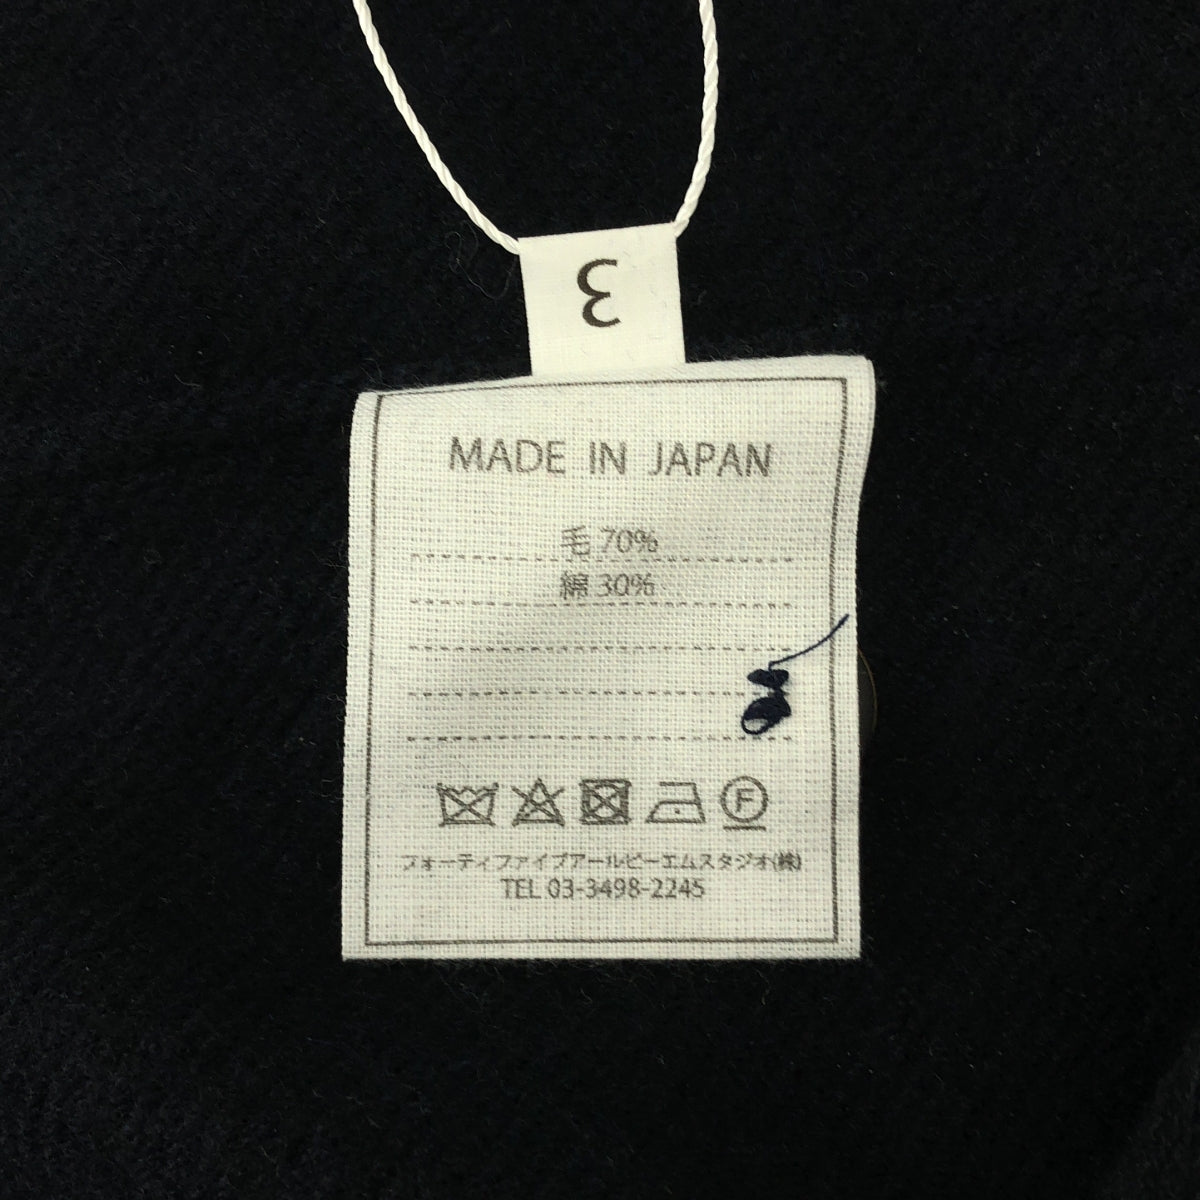 3
MADE IN JAPAN
毛 70%
綿 30%
F
フォーティファイブアールピーエムスタジオ(株)
TEL 03-3498-2245